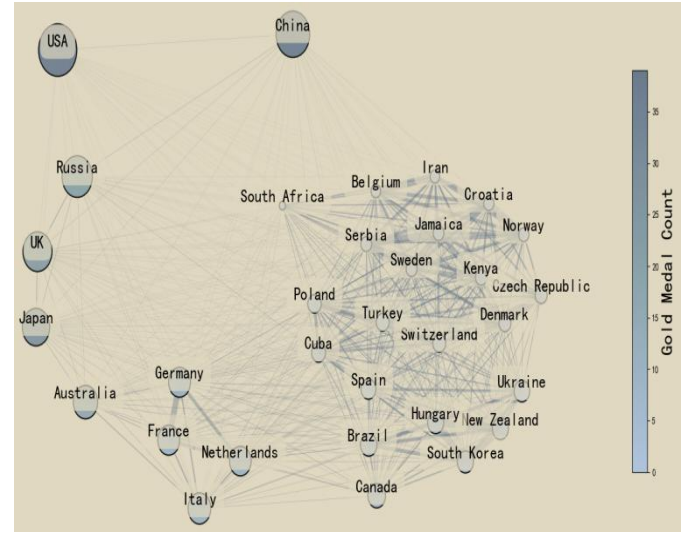 China
USA
Russia
Iran
Belgium
South Africa
Croatia
Jamaica
Norway
Serbia
UK
Sweden
Kenya
Czech Republic
Poland
Turkey
Denmark
Japan
Switzerland
Cuba
Germany
Spain
Ukraine
Australia
Hungary
New Zealand
France
Brazil
Netherlands
South Korea
Canada
Italy
35
30
25
20
15
10
5
0
Gold Medal Count